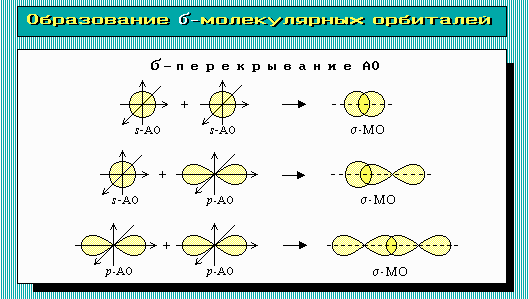 Образование σ-молекулярных орбиталей
σ-перекрывание АО
+
s-АО s-АО σ-МО
+
s-АО p-АО σ-МО
+
p-АО p-АО σ-МО